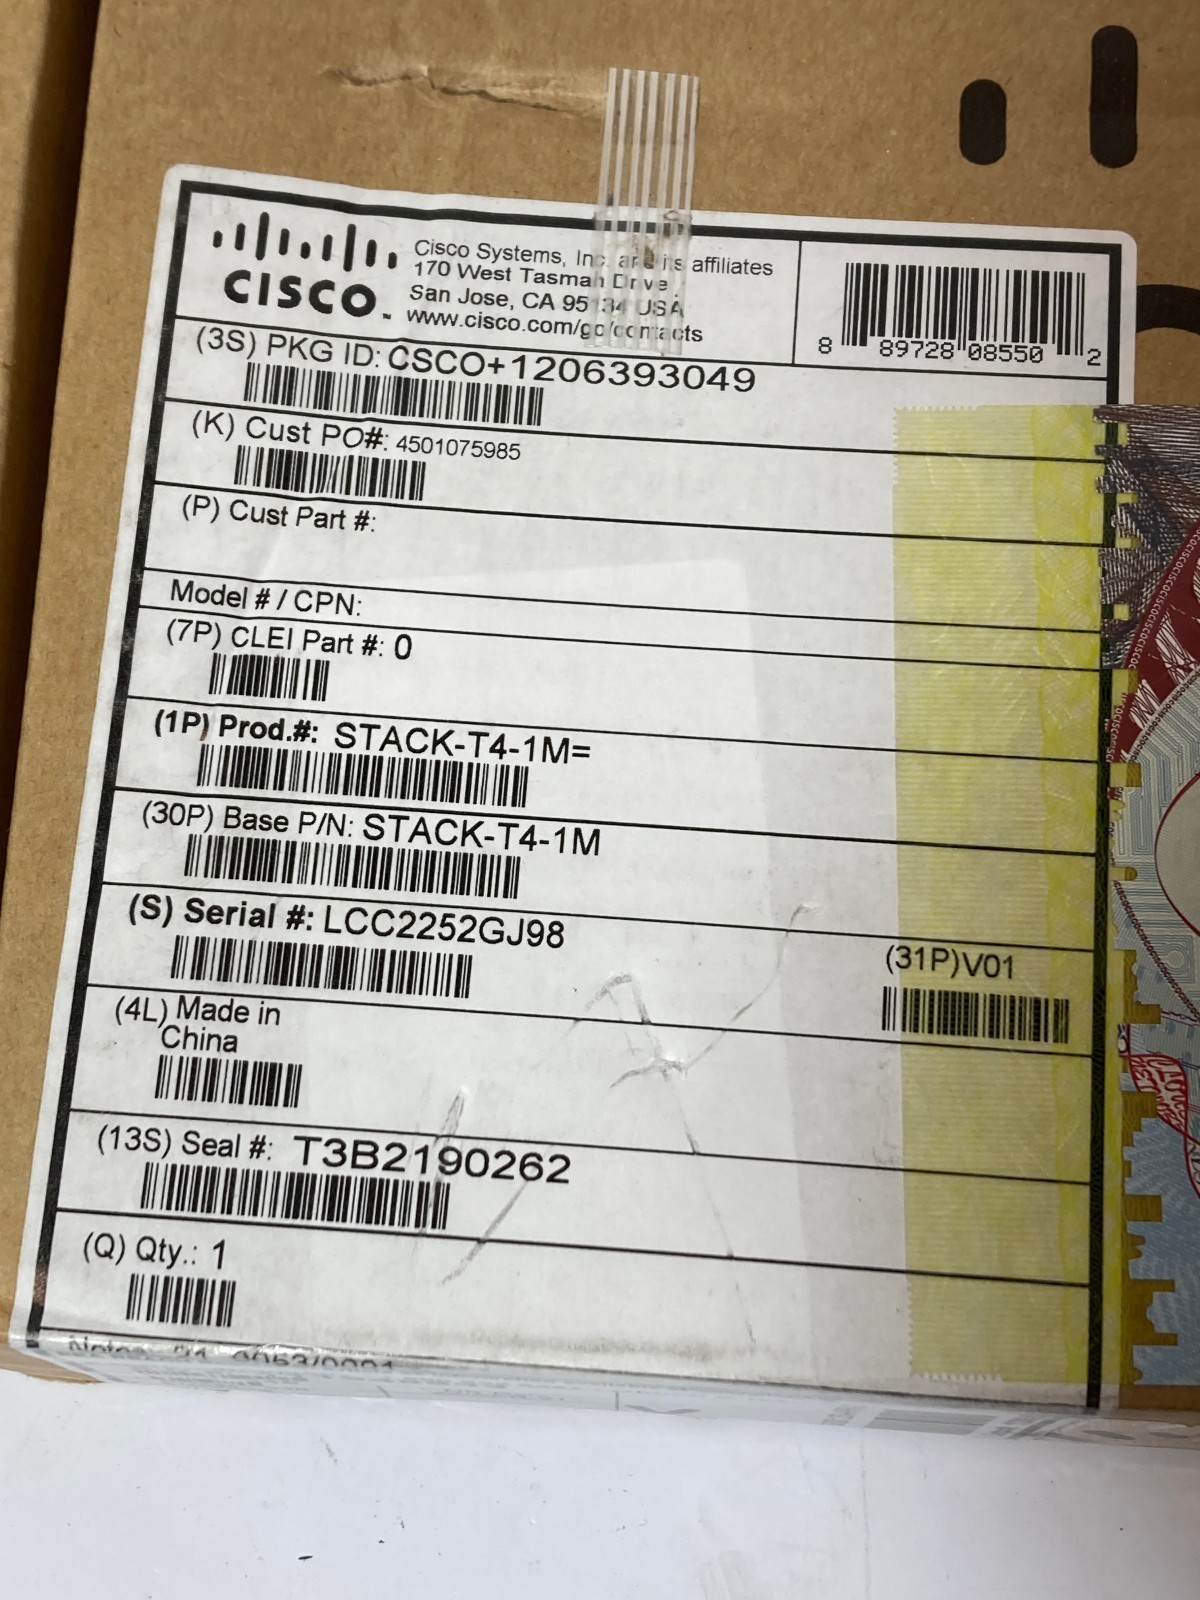 CISCO
Cisco Systems, Inc. and its affiliates
170 West Tasman Drive
San Jose, CA 95134 USA
www.cisco.com/go/contacts
8 89728 08550 2
(3S) PKG ID: CSCO+1206393049
(K) Cust PO#: 4501075985
(P) Cust Part #:
Model # / CPN:
(7P) CLEI Part #: 0
(1P) Prod.#: STACK-T4-1M=
(30P) Base P/N: STACK-T4-1M
(S) Serial #: LCC2252GJ98
(31P)V01
(4L) Made in
China
(13S) Seal #: T3B2190262
(Q) Qty.: 1